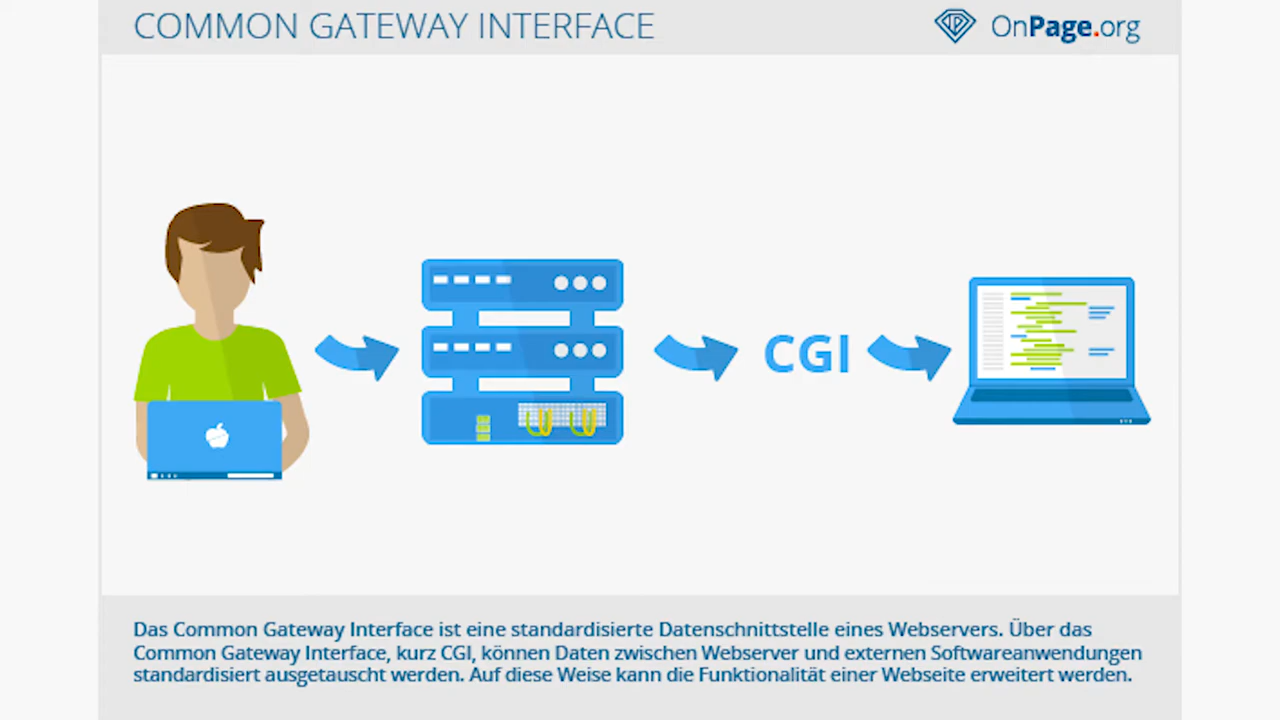 COMMON GATEWAY INTERFACE
OnPage.org
CGI
Das Common Gateway Interface ist eine standardisierte Datenschnittstelle eines Webservers. Über das
Common Gateway Interface, kurz CGI, können Daten zwischen Webserver und externen Softwareanwendungen
standardisiert ausgetauscht werden. Auf diese Weise kann die Funktionalität einer Webseite erweitert werden.